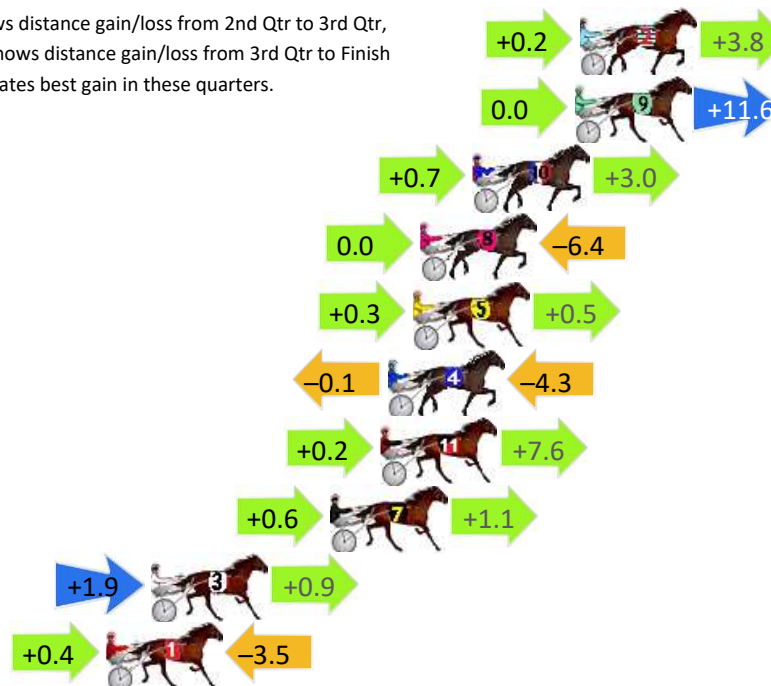 ws distance gain/loss from 2nd Qtr to 3rd Qtr,
hows distance gain/loss from 3rd Qtr to Finish
ates best gain in these quarters.
+0.2 2 +3.8
0.0 9 +11.6
+0.7 10 +3.0
0.0 8 −6.4
+0.3 5 +0.5
−0.1 4 −4.3
+0.2 11 +7.6
+0.6 7 +1.1
+1.9 3 +0.9
+0.4 1 −3.5